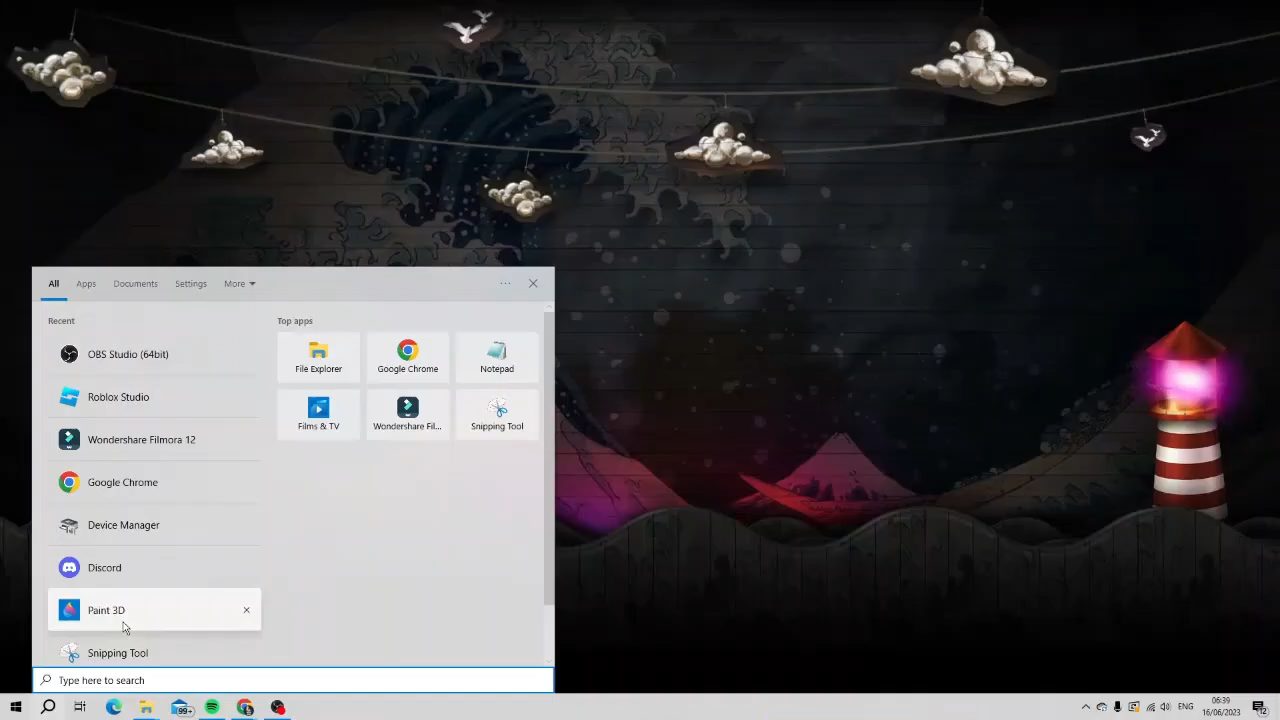 All Apps Documents Settings More
Recent
OBS Studio (64bit)
Roblox Studio
Wondershare Filmora 12
Google Chrome
Device Manager
Discord
Paint 3D
Snipping Tool
Top apps
File Explorer Google Chrome Notepad
Films & TV Wondershare Fil... Snipping Tool
Type here to search
99+
ENG
06:39
16/06/2023
12